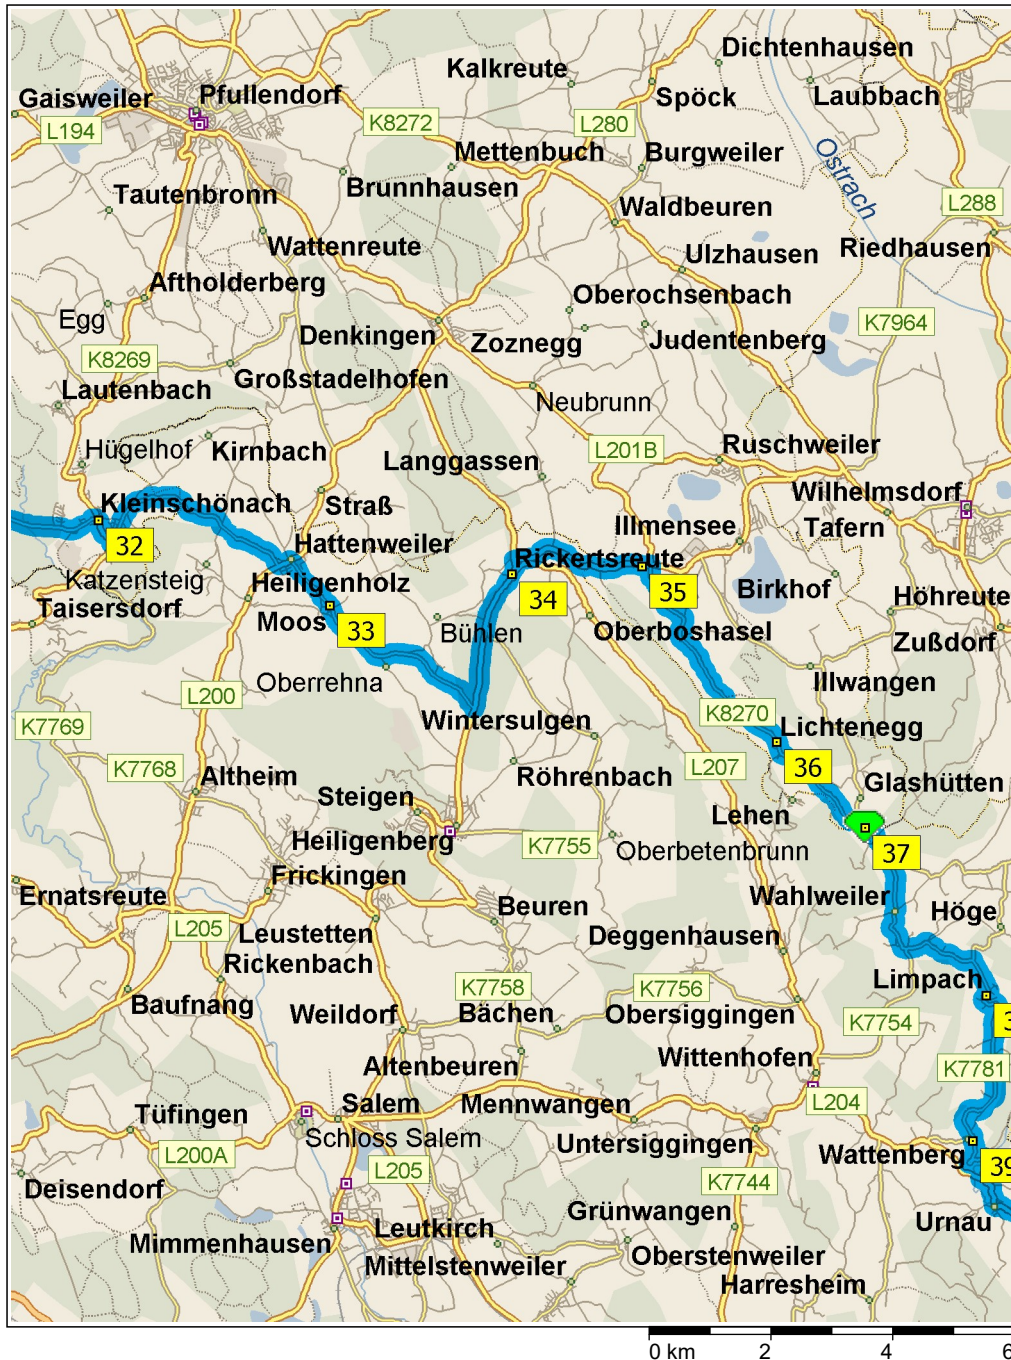 Dichtenhausen
Kalkreute
Gaisweiler
Pfullendorf
Spöck
Laubbach
L194
K8272
L280
Mettenbuch
Burgweiler
Ostrach
Tautenbronn
Brunnhausen
Waldbeuren
L288
Wattenreute
Ulzhausen
Riedhausen
Aftholderberg
Oberochsenbach
Egg
Denkingen
Zoznegg
Judentenberg
K7964
K8269
Lautenbach
Großstadelhofen
Neubrunn
Hügelhof
Kirnbach
Langgassen
L201B
Ruschweiler
Kleinschönach
Straß
Wilhelmsdorf
Illmensee
Tafern
32
Hattenweiler
Rickertsreute
Katzensteig
Heiligenholz
34
35
Birkhof
Höhreute
Taisersdorf
Moos
33
Bühlen
Oberboshasel
Zußdorf
Oberrehna
Illwangen
L200
K7769
Wintersulgen
K8270
Lichtenegg
K7768
Altheim
Röhrenbach
L207
36
Glashütten
Steigen
Lehen
Heiligenberg
K7755
Oberbetenbrunn
37
Ernatsreute
Frickingen
Beuren
Wahlweiler
Höge
L205
Leustetten
Deggenhausen
Rickenbach
Limpach
Baufnang
K7758
K7756
Weildorf
Bächen
Obersiggingen
K7754
3
Altenbeuren
Wittenhofen
K7781
Tüfingen
Salem
Mennwangen
L204
Schloss Salem
Untersiggingen
Wattenberg
L200A
L205
39
Deisendorf
K7744
Mimmenhausen
Leutkirch
Grünwangen
Urnau
Mittelstenweiler
Oberstenweiler
Harresheim
0 km 2 4 6